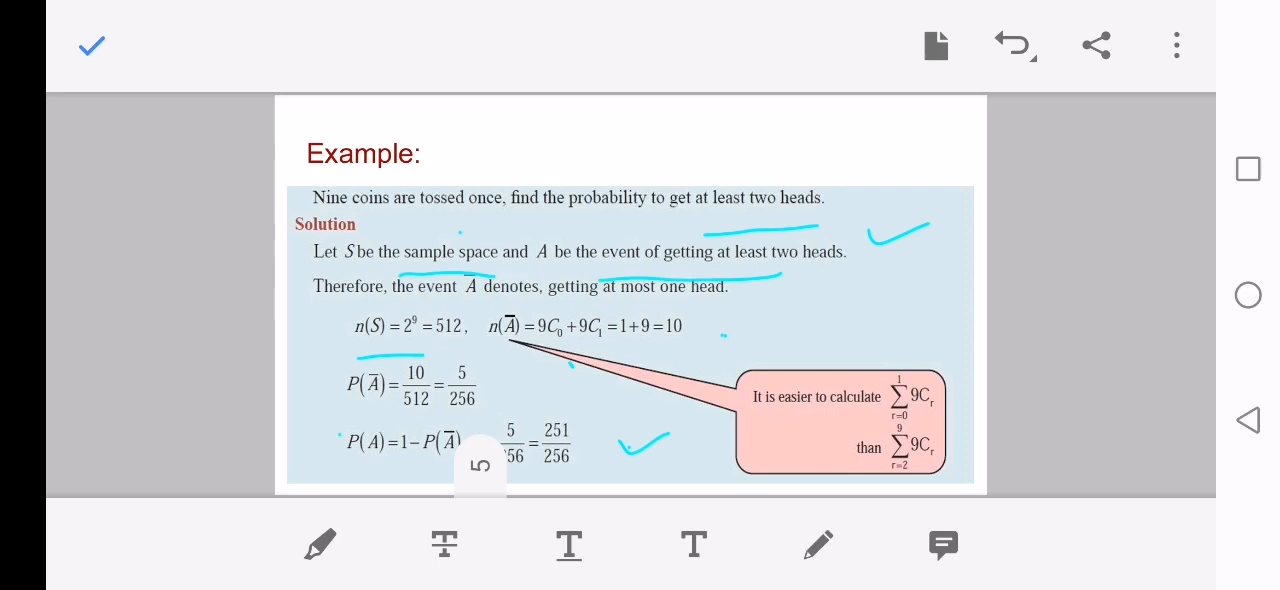 Example:
Nine coins are tossed once, find the probability to get at least two heads.
Solution
Let S be the sample space and A be the event of getting at least two heads.
Therefore, the event A̅ denotes, getting at most one head.
n(S) = 2⁹ = 512, n(A̅) = 9C₀ + 9C₁ = 1 + 9 = 10
P(A̅) = 10/512 = 5/256
P(A) = 1 − P(A̅) 5/256 = 251/256
It is easier to calculate ∑_{r=0}^{1} 9Cᵣ
than ∑_{r=2}^{9} 9Cᵣ
5
T T T